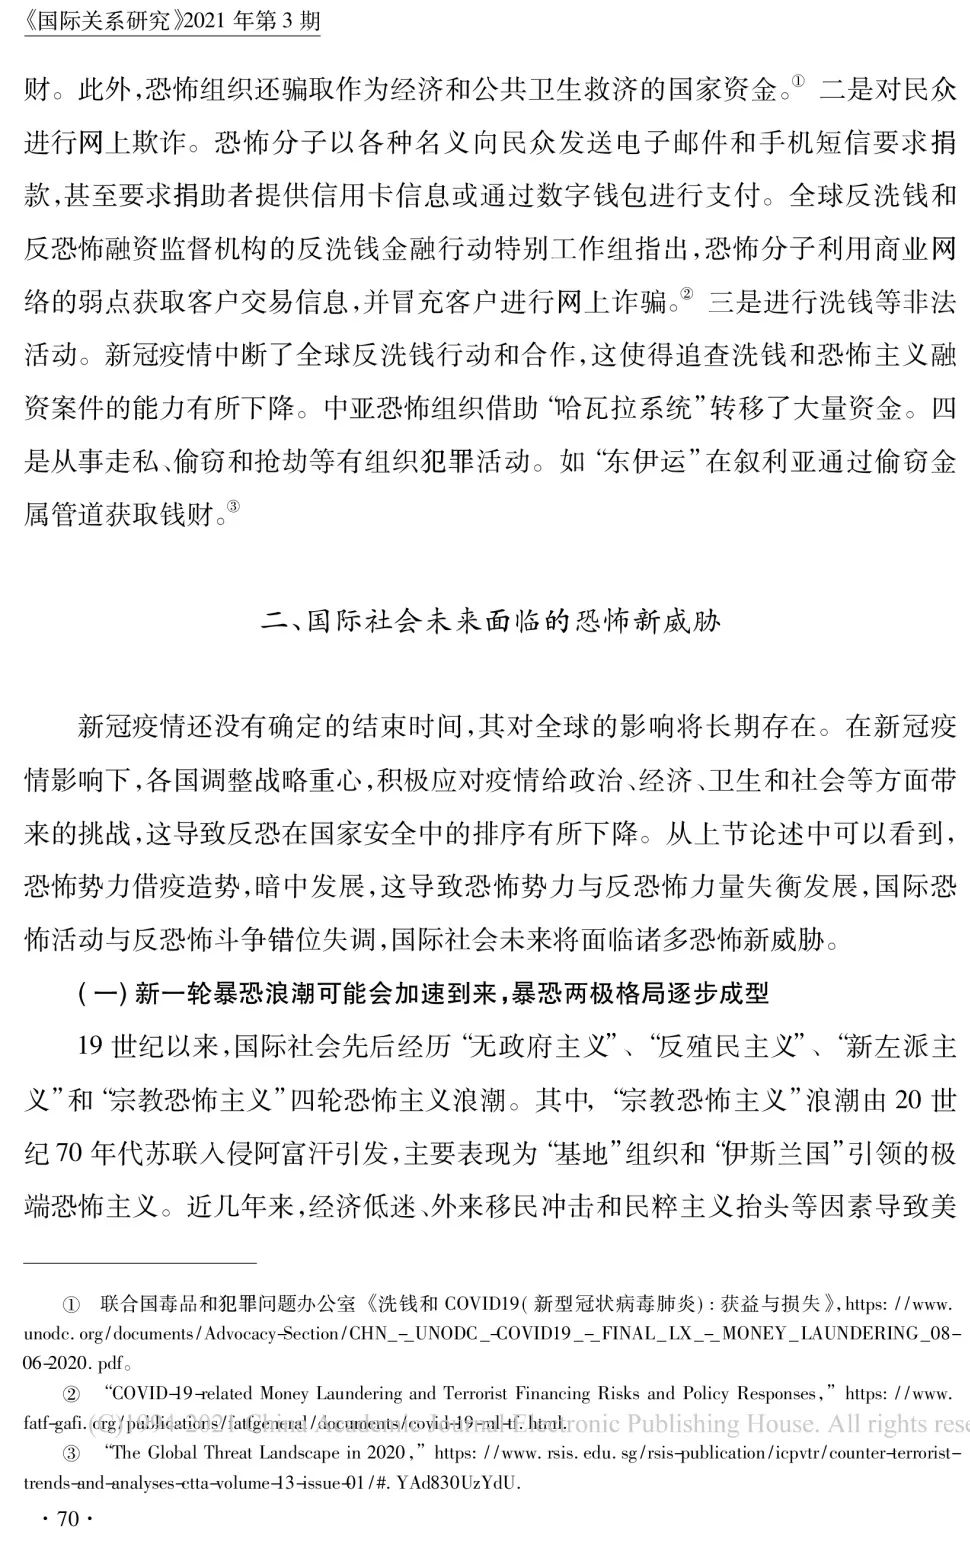 《国际关系研究》2021 年第 3 期
财。此外,恐怖组织还骗取作为经济和公共卫生救济的国家资金。① 二是对民众
进行网上欺诈。恐怖分子以各种名义向民众发送电子邮件和手机短信要求捐
款,甚至要求捐助者提供信用卡信息或通过数字钱包进行支付。全球反洗钱和
反恐怖融资监督机构的反洗钱金融行动特别工作组指出,恐怖分子利用商业网
络的弱点获取客户交易信息,并冒充客户进行网上诈骗。② 三是进行洗钱等非法
活动。新冠疫情中断了全球反洗钱行动和合作,这使得追查洗钱和恐怖主义融
资案件的能力有所下降。中亚恐怖组织借助“哈瓦拉系统”转移了大量资金。四
是从事走私、偷窃和抢劫等有组织犯罪活动。如“东伊运”在叙利亚通过偷窃金
属管道获取钱财。③
二、国际社会未来面临的恐怖新威胁
新冠疫情还没有确定的结束时间,其对全球的影响将长期存在。在新冠疫
情影响下,各国调整战略重心,积极应对疫情给政治、经济、卫生和社会等方面带
来的挑战,这导致反恐在国家安全中的排序有所下降。从上节论述中可以看到,
恐怖势力借疫造势,暗中发展,这导致恐怖势力与反恐怖力量失衡发展,国际恐
怖活动与反恐怖斗争错位失调,国际社会未来将面临诸多恐怖新威胁。
(一) 新一轮暴恐浪潮可能会加速到来,暴恐两极格局逐步成型
19 世纪以来,国际社会先后经历“无政府主义”、“反殖民主义”、“新左派主
义”和“宗教恐怖主义”四轮恐怖主义浪潮。其中,“宗教恐怖主义”浪潮由 20 世
纪 70 年代苏联入侵阿富汗引发,主要表现为“基地”组织和“伊斯兰国”引领的极
端恐怖主义。近几年来,经济低迷、外来移民冲击和民粹主义抬头等因素导致美
① 联合国毒品和犯罪问题办公室《洗钱和 COVID19( 新型冠状病毒肺炎) : 获益与损失》, https: //www.
unodc. org/documents/Advocacy-Section/CHN_-_UNODC_-COVID19_-_FINAL_LX_-_MONEY_LAUNDERING_08-
06-2020. pdf。
② “COVID-19-related Money Laundering and Terrorist Financing Risks and Policy Responses,” https: //www.
fatf-gafi. org/publications/fatfgeneral/documents/covid-19-ml-tf. html.
(C)1994-2021 China Academic Journal Electronic Publishing House. All rights rese
③ “The Global Threat Landscape in 2020,” https: //www. rsis. edu. sg/rsis-publication/icpvtr/counter-terrorist-
trends-and-analyses-ctta-volume-13-issue-01/#. YAd830UzYdU.
· 70 ·